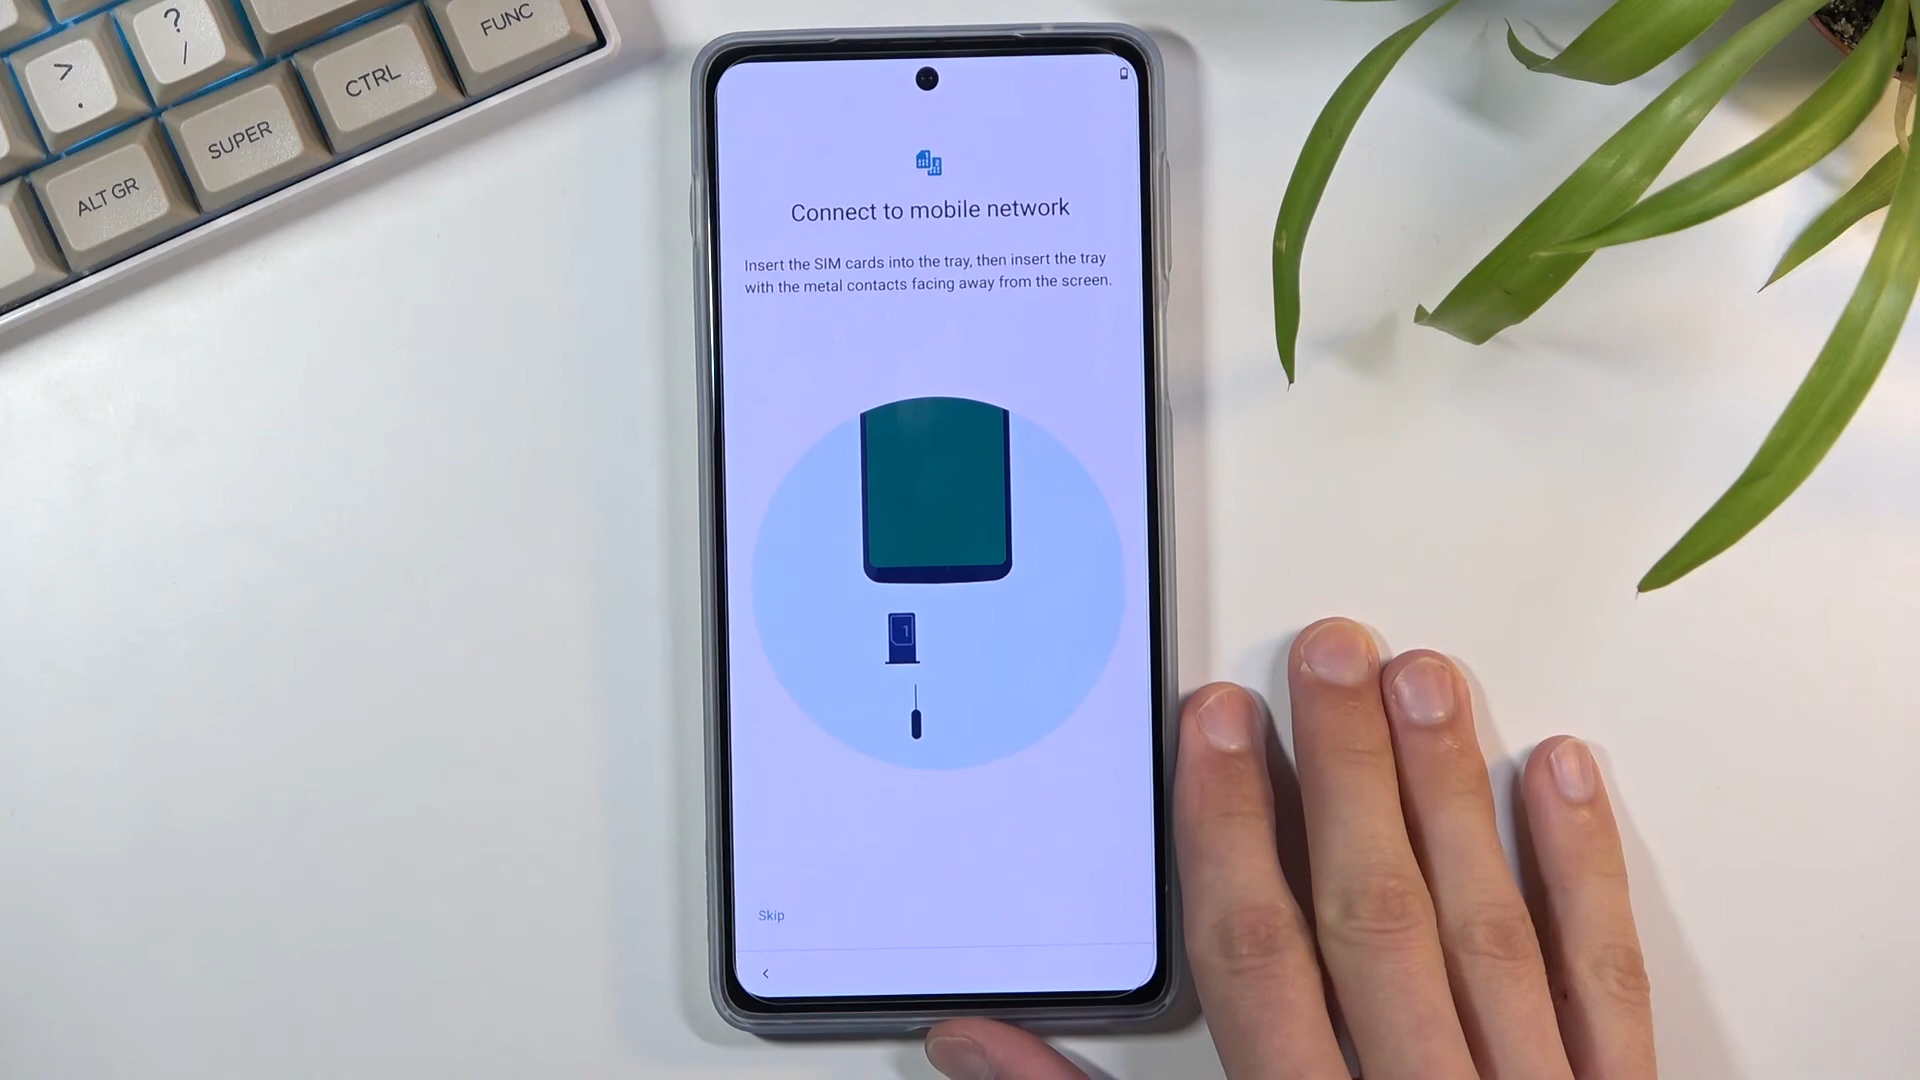 ?
/
>
.
FUNC
CTRL
SUPER
ALT GR
Connect to mobile network
Insert the SIM cards into the tray, then insert the tray
with the metal contacts facing away from the screen.
1
Skip